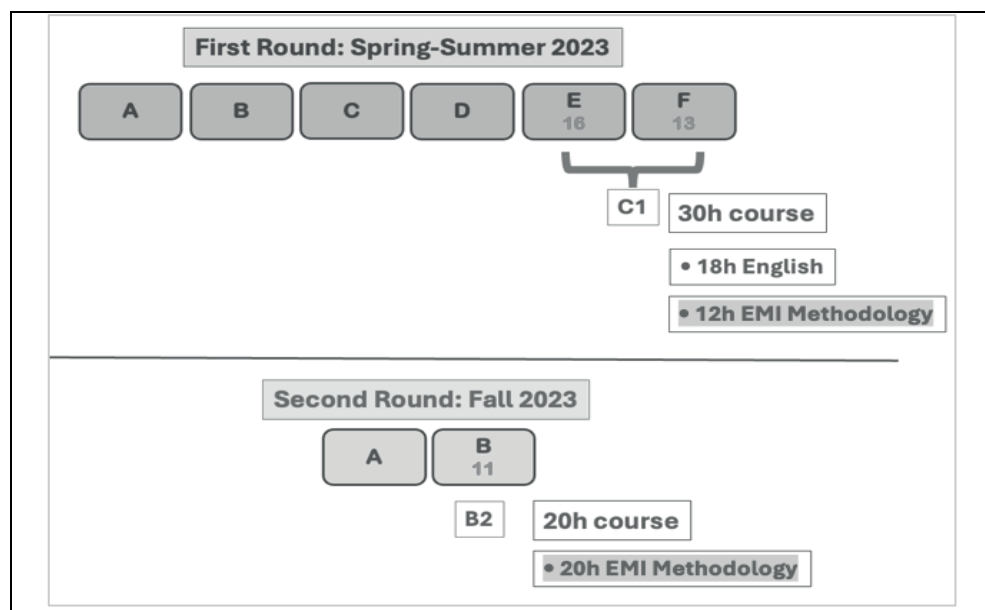 First Round: Spring-Summer 2023
A B C D E F
16 13
C1 30h course
• 18h English
• 12h EMI Methodology
Second Round: Fall 2023
A B
11
B2 20h course
• 20h EMI Methodology